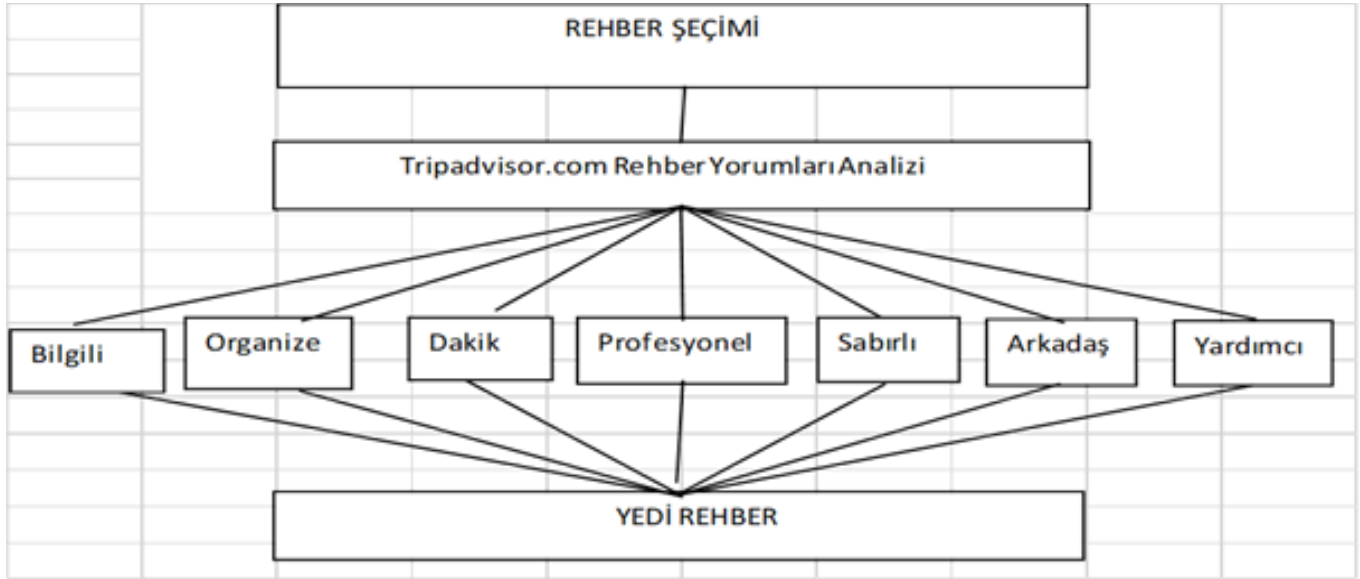 REHBER ŞEÇİMİ
Tripadvisor.com Rehber Yorumları Analizi
Bilgili
Organize
Dakik
Profesyonel
Sabırlı
Arkadaş
Yardımcı
YEDİ REHBER